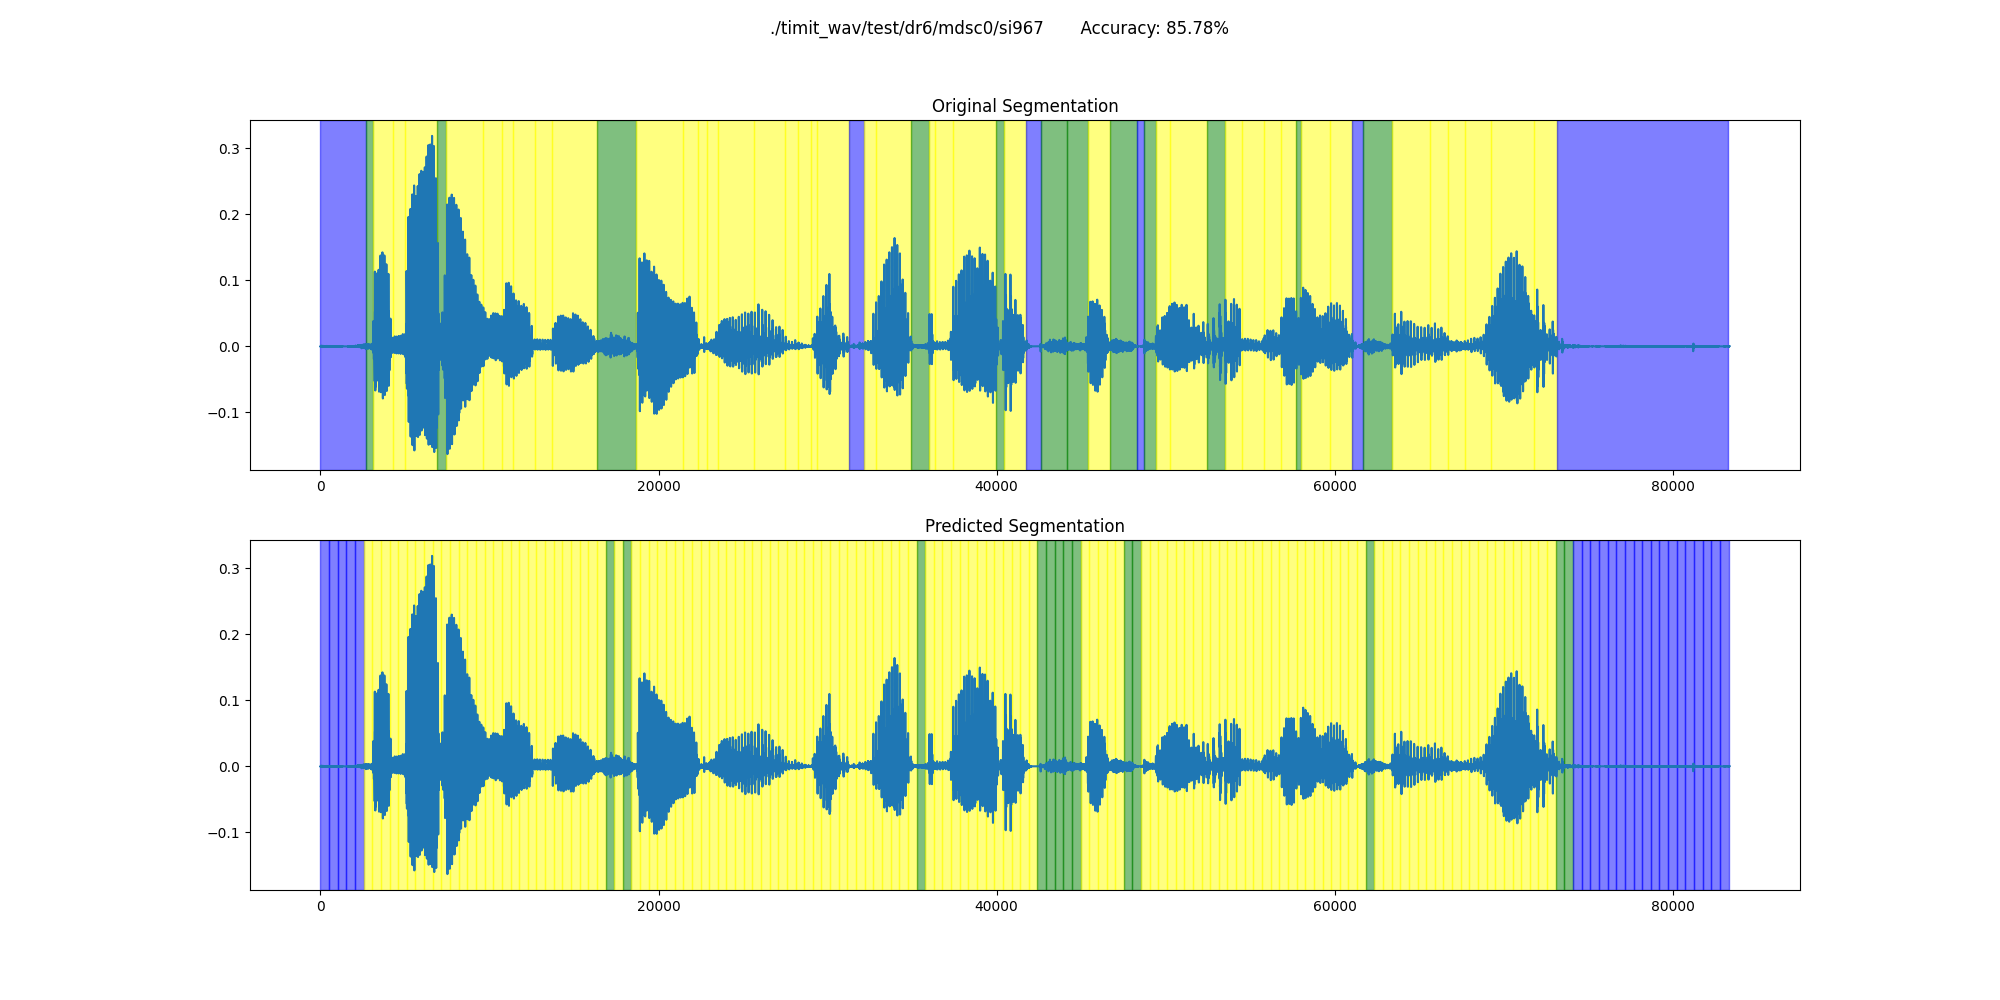 ./timit_wav/test/dr6/mdsc0/si967 Accuracy: 85.78%
Original Segmentation
0.3
0.2
0.1
0.0
−0.1
0 20000 40000 60000 80000
Predicted Segmentation
0.3
0.2
0.1
0.0
−0.1
0 20000 40000 60000 80000